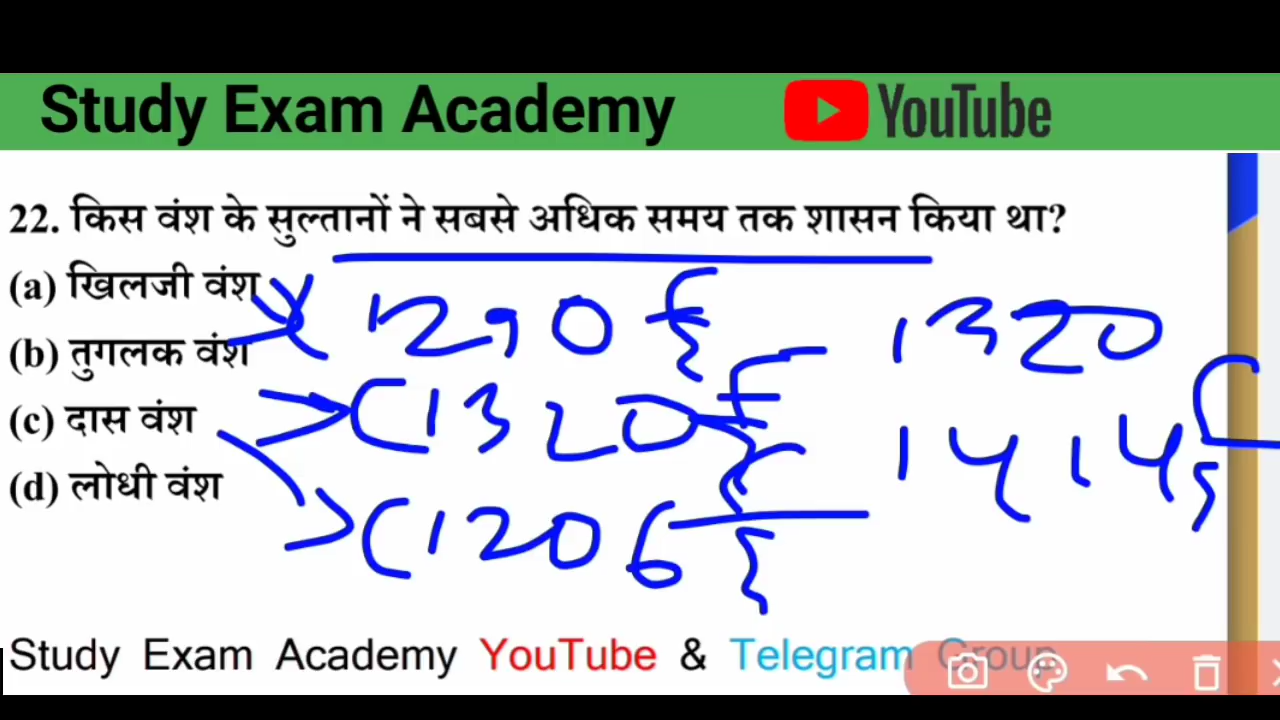 Study Exam Academy YouTube
22. किस वंश के सुल्तानों ने सबसे अधिक समय तक शासन किया था?
(a) खिलजी वंश 1290 से 1320
(b) तुगलक वंश
(1320 से 1414 से
(c) दास वंश
(d) लोधी वंश
(1206 से
Study Exam Academy YouTube & Telegram Group